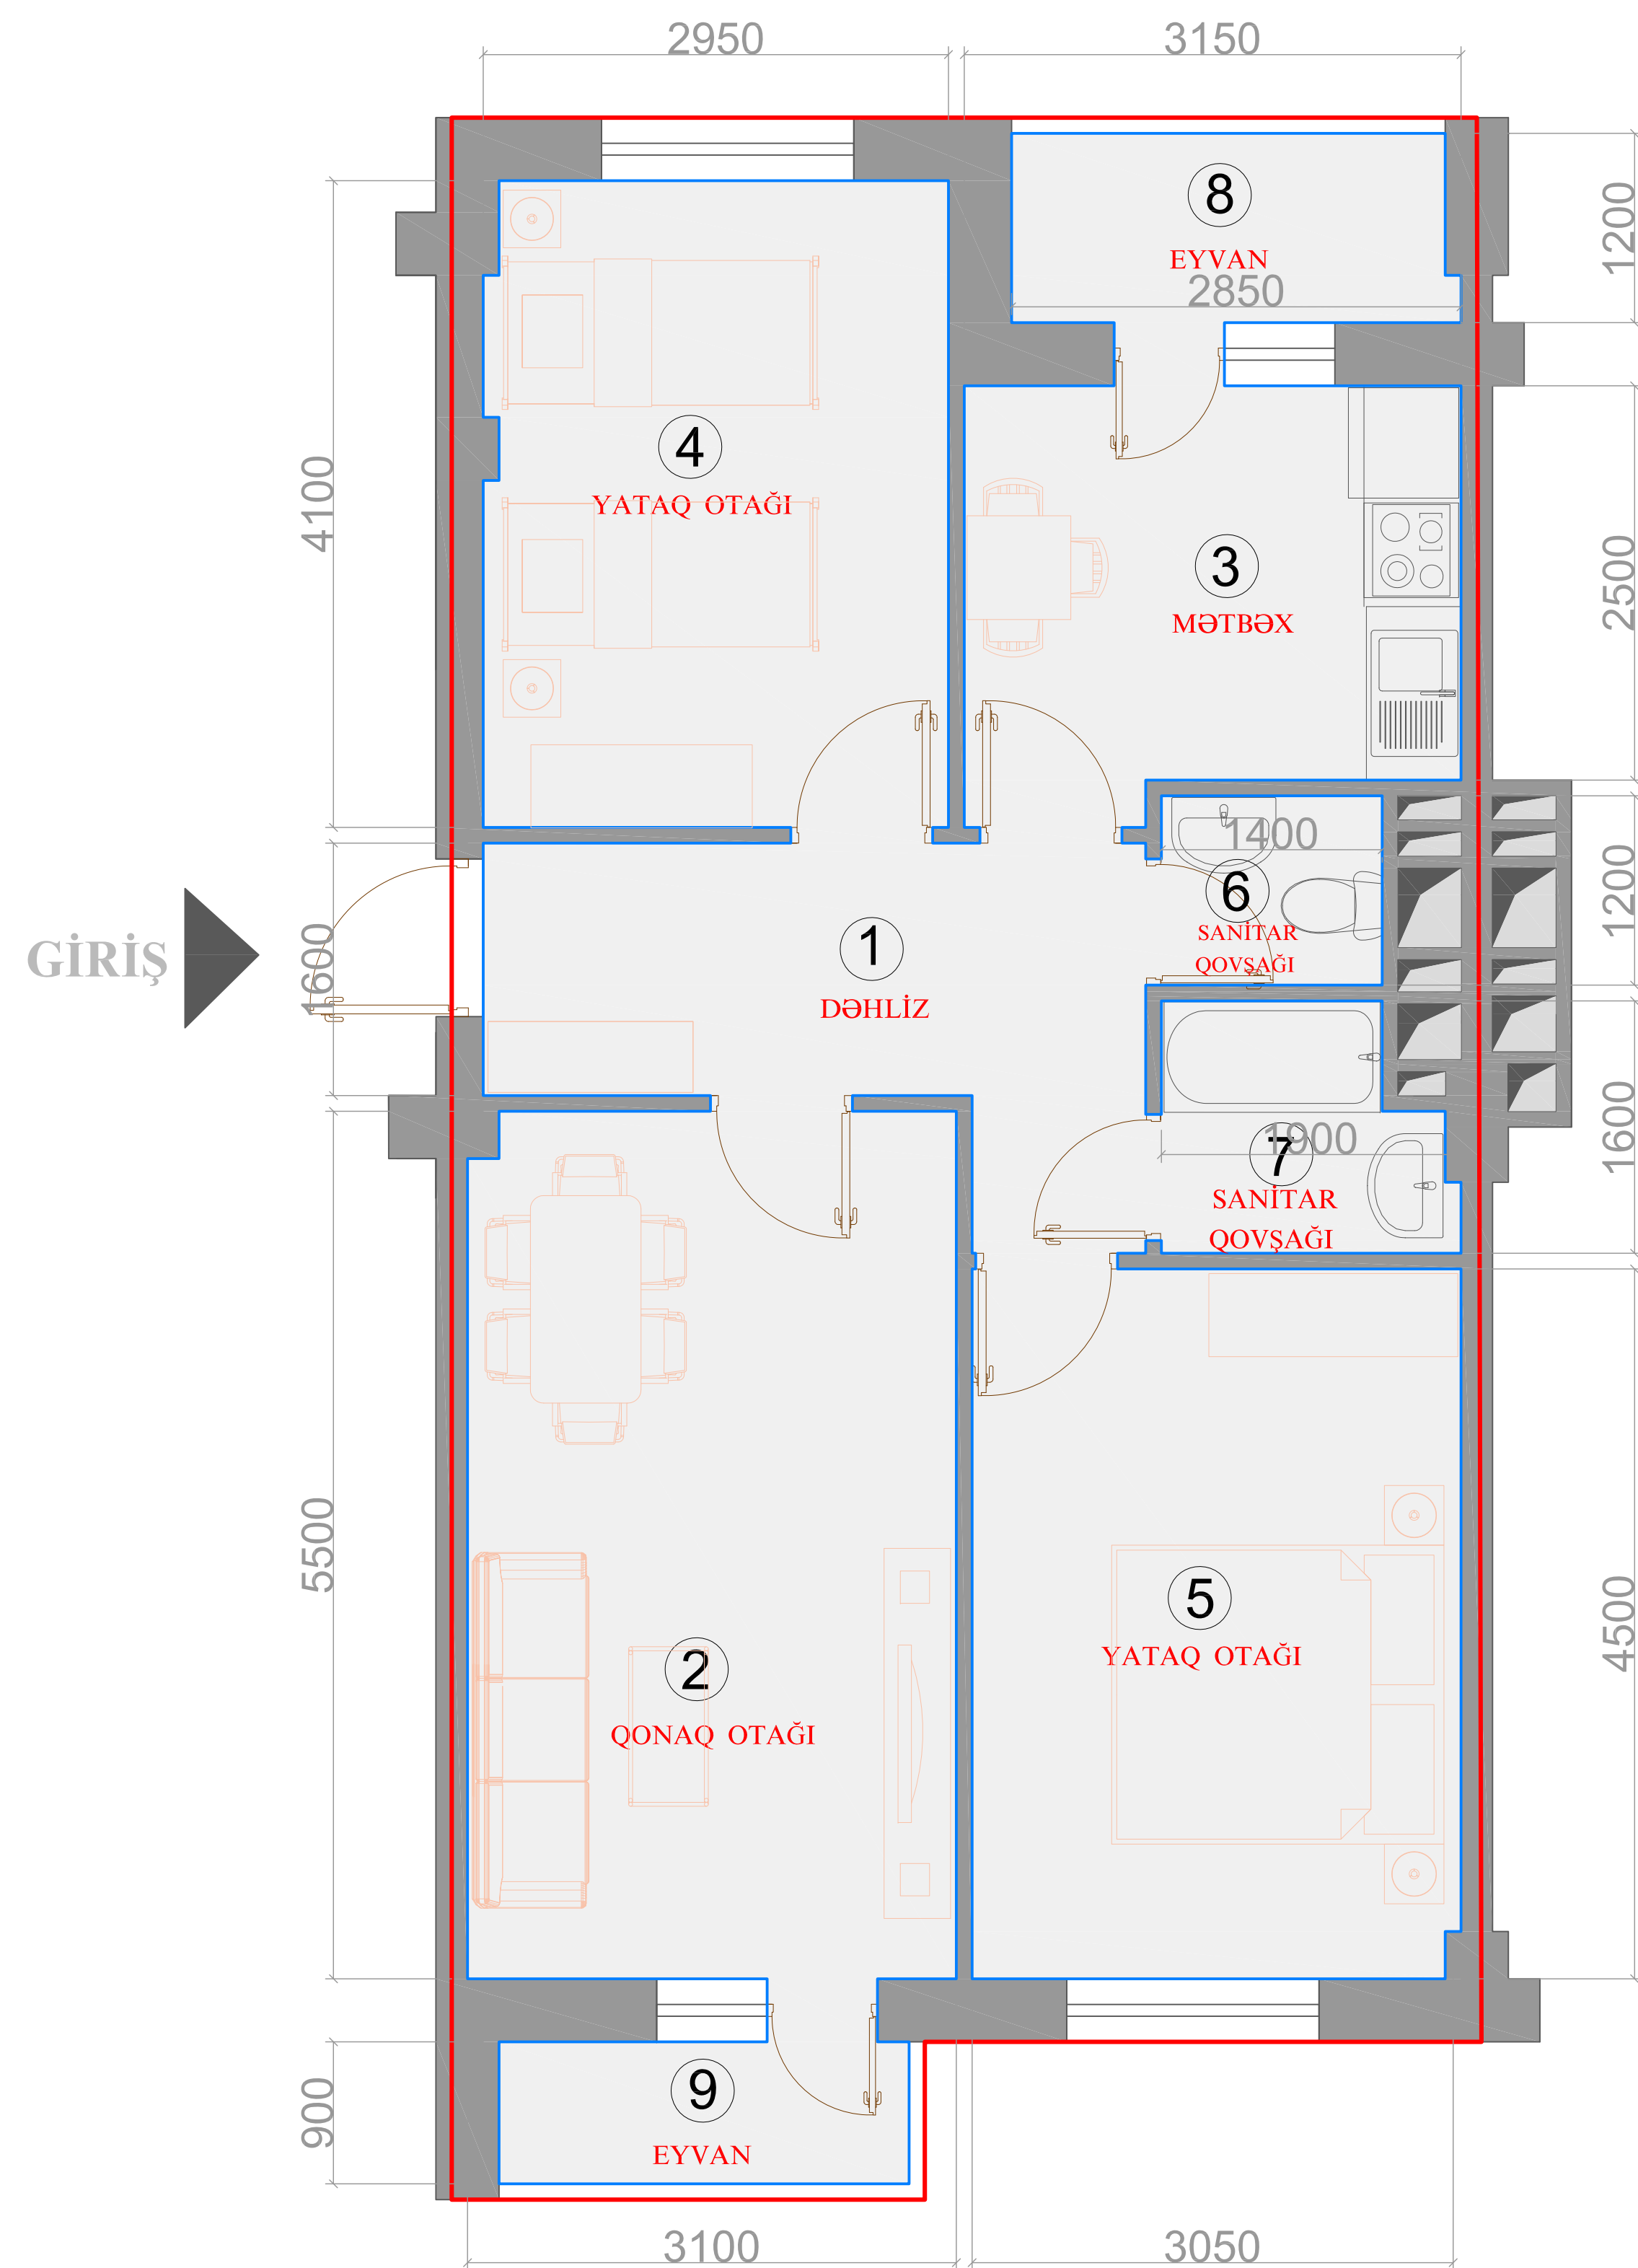 2950
3150
8
EYVAN
2850
1200
4
YATAQ OTAĞI
4100
3
MƏTBƏX
2500
1400
6
SANİTAR
QOVŞAĞI
1200
GİRİŞ
1600
1
DƏHLİZ
1900
7
SANİTAR
QOVŞAĞI
1600
5500
2
QONAQ OTAĞI
5
YATAQ OTAĞI
4500
9
EYVAN
900
3100
3050